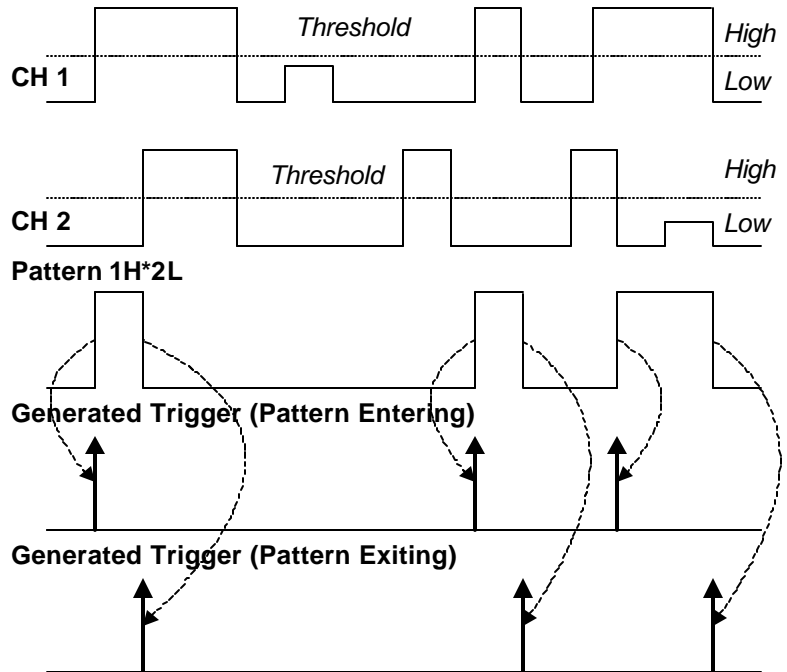 Threshold
High
CH 1
Low
Threshold
High
CH 2
Low
Pattern 1H*2L
Generated Trigger (Pattern Entering)
Generated Trigger (Pattern Exiting)